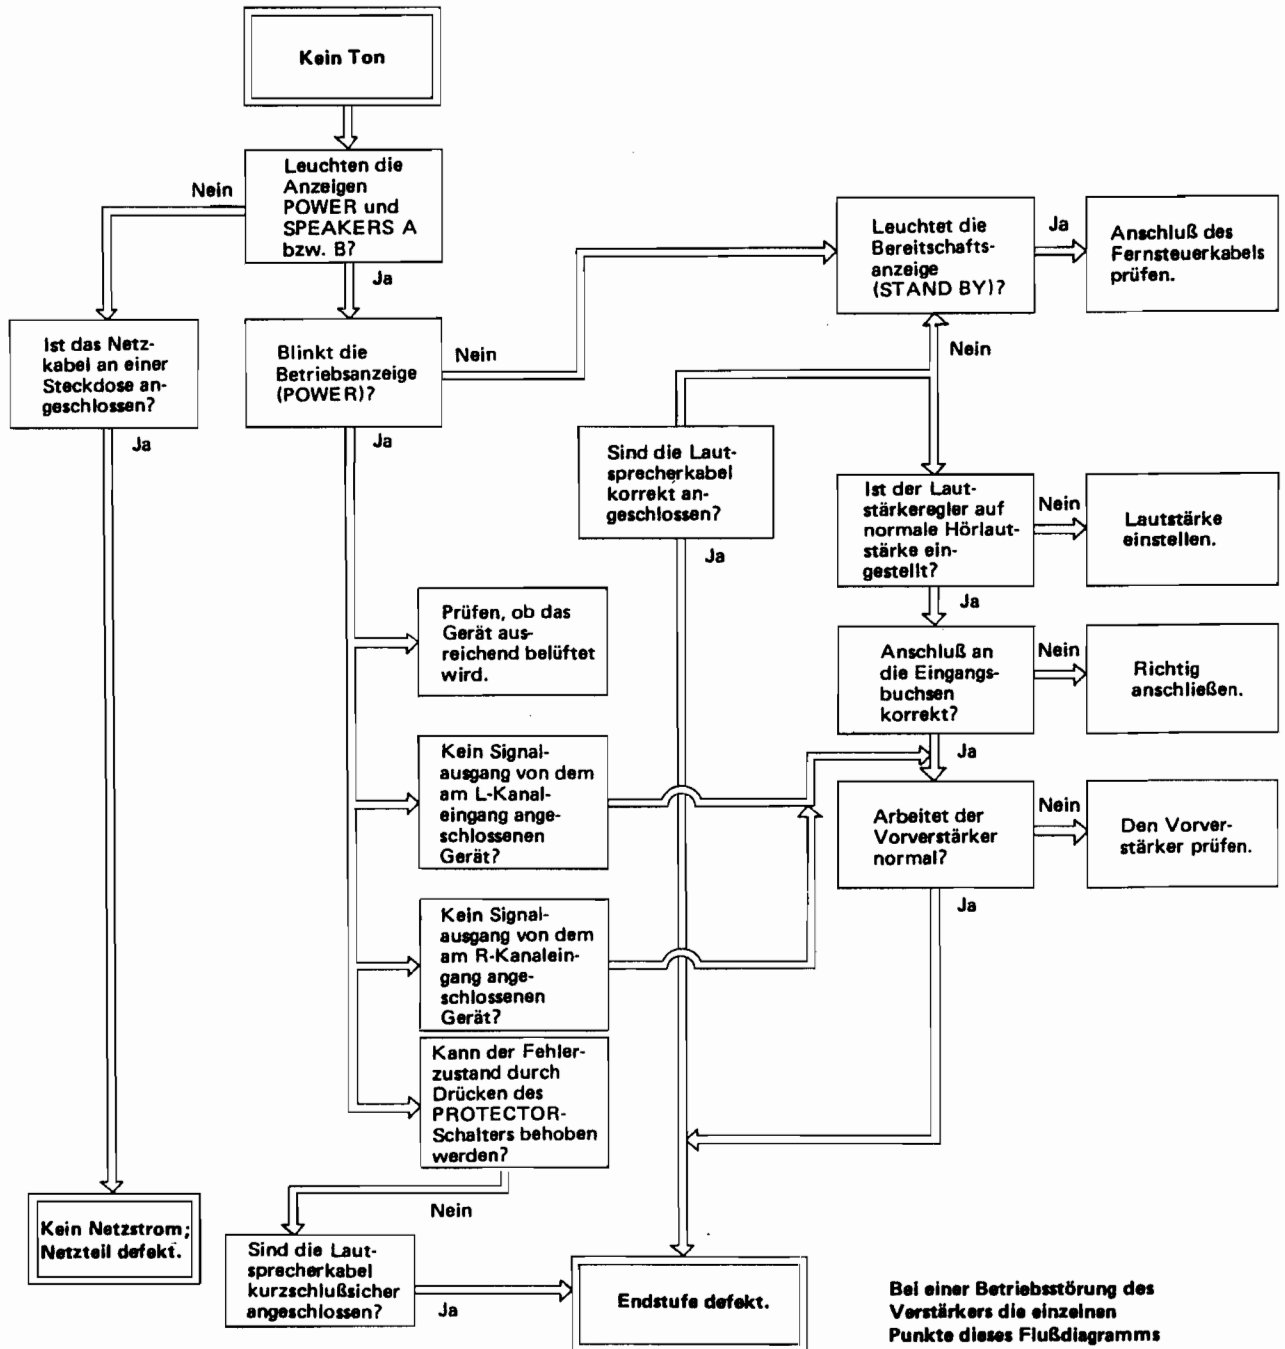 Kein Ton
Leuchten die
Anzeigen
POWER und
SPEAKERS A
bzw. B?
Nein
Ja
Ist das Netz-
kabel an einer
Steckdose an-
geschlossen?
Ja
Blinkt die
Betriebsanzeige
(POWER)?
Nein
Ja
Leuchtet die
Bereitschafts-
anzeige
(STAND BY)?
Ja
Nein
Anschluß des
Fernsteuerkabels
prüfen.
Sind die Laut-
sprecherkabel
korrekt an-
geschlossen?
Ja
Ist der Laut-
stärkeregler auf
normale Hörlaut-
stärke ein-
gestellt?
Nein
Ja
Lautstärke
einstellen.
Prüfen, ob das
Gerät aus-
reichend belüftet
wird.
Anschluß an
die Eingangs-
buchsen
korrekt?
Nein
Ja
Richtig
anschließen.
Kein Signal-
ausgang von dem
am L-Kanal-
eingang ange-
schlossenen
Gerät?
Arbeitet der
Vorverstärker
normal?
Nein
Ja
Den Vorver-
stärker prüfen.
Kein Signal-
ausgang von dem
am R-Kanalein-
gang ange-
schlossenen
Gerät?
Kann der Fehler-
zustand durch
Drücken des
PROTECTOR-
Schalters behoben
werden?
Nein
Kein Netzstrom;
Netzteil defekt.
Sind die Laut-
sprecherkabel
kurzschlußsicher
angeschlossen?
Ja
Endstufe defekt.
Bei einer Betriebsstörung des
Verstärkers die einzelnen
Punkte dieses Flußdiagramms